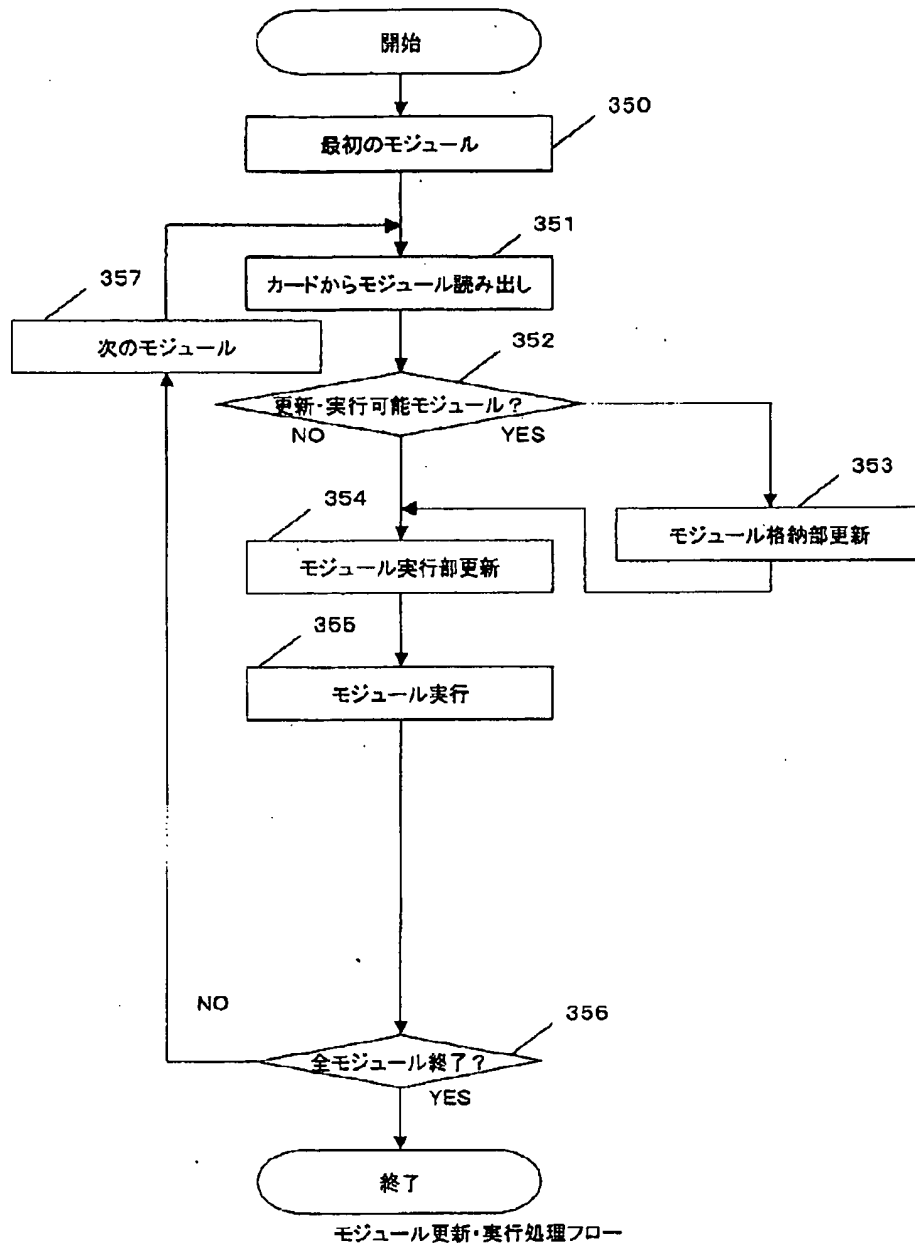 開始
350
最初のモジュール
351
カードからモジュール読み出し
357
次のモジュール
352
更新・実行可能モジュール?
NO
YES
353
モジュール格納部更新
354
モジュール実行部更新
355
モジュール実行
NO
356
全モジュール終了?
YES
終了
モジュール更新・実行処理フロー